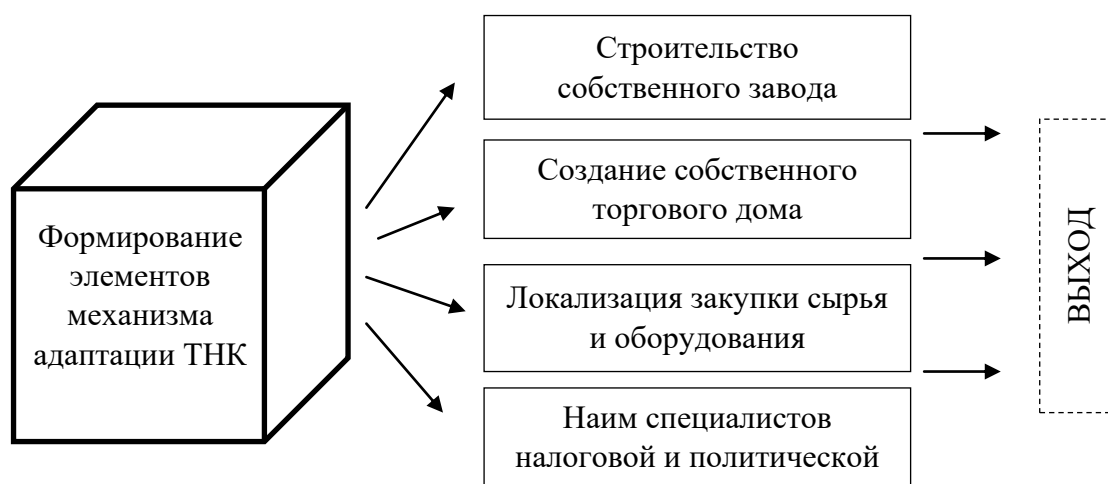 Строительство
собственного завода
Создание собственного
торгового дома
Формирование
элементов
механизма
адаптации ТНК
Локализация закупки сырья
и оборудования
Наим специалистов
налоговой и политической
ВЫХОД